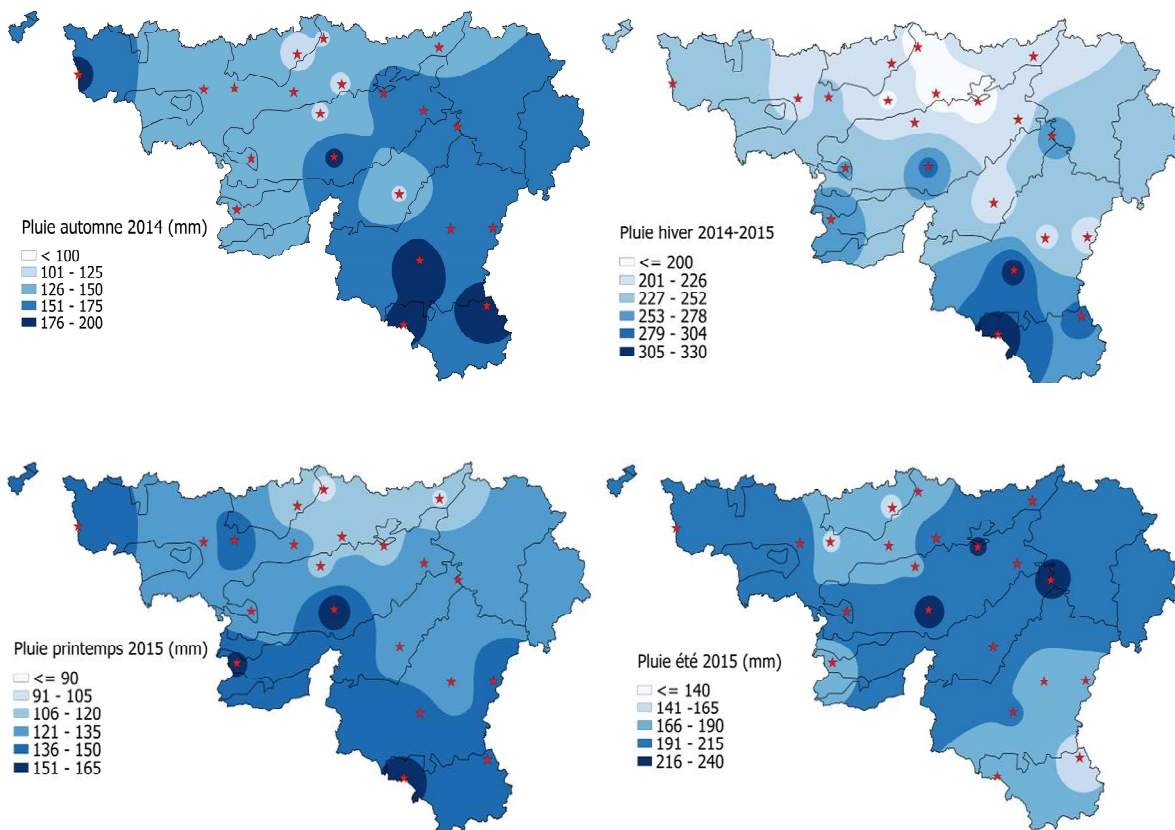 Pluie automne 2014 (mm)
< 100
101 - 125
126 - 150
151 - 175
176 - 200
Pluie hiver 2014-2015
<= 200
201 - 226
227 - 252
253 - 278
279 - 304
305 - 330
Pluie printemps 2015 (mm)
<= 90
91 - 105
106 - 120
121 - 135
136 - 150
151 - 165
Pluie été 2015 (mm)
<= 140
141 -165
166 - 190
191 - 215
216 - 240